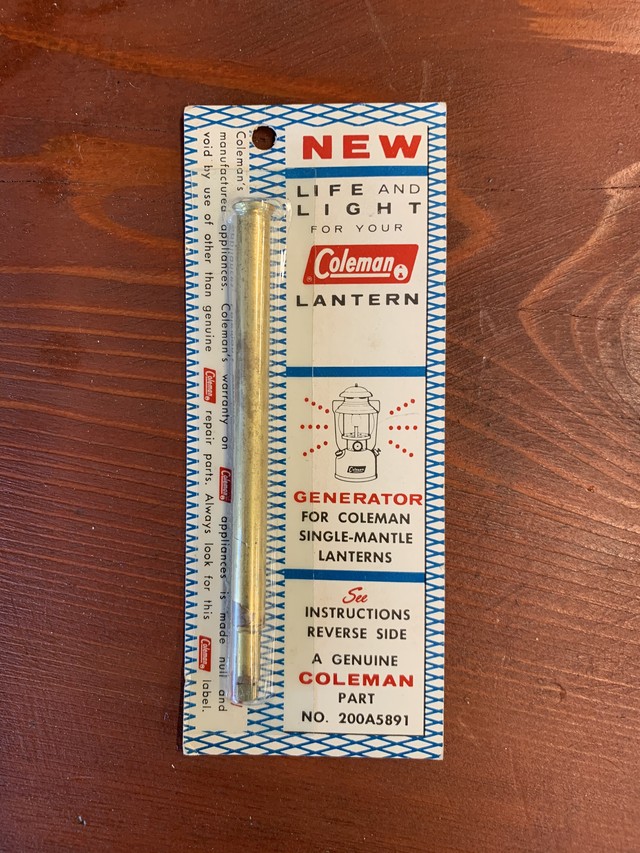 NEW
LIFE AND
LIGHT
FOR YOUR
Coleman
LANTERN
Coleman
GENERATOR
FOR COLEMAN
SINGLE-MANTLE
LANTERNS
See
INSTRUCTIONS
REVERSE SIDE
A GENUINE
COLEMAN
PART
NO. 200A5891
Coleman's
manufactured appliances. Coleman's warranty on Coleman appliances is made null and
void by use of other than genuine Coleman repair parts. Always look for this Coleman label.